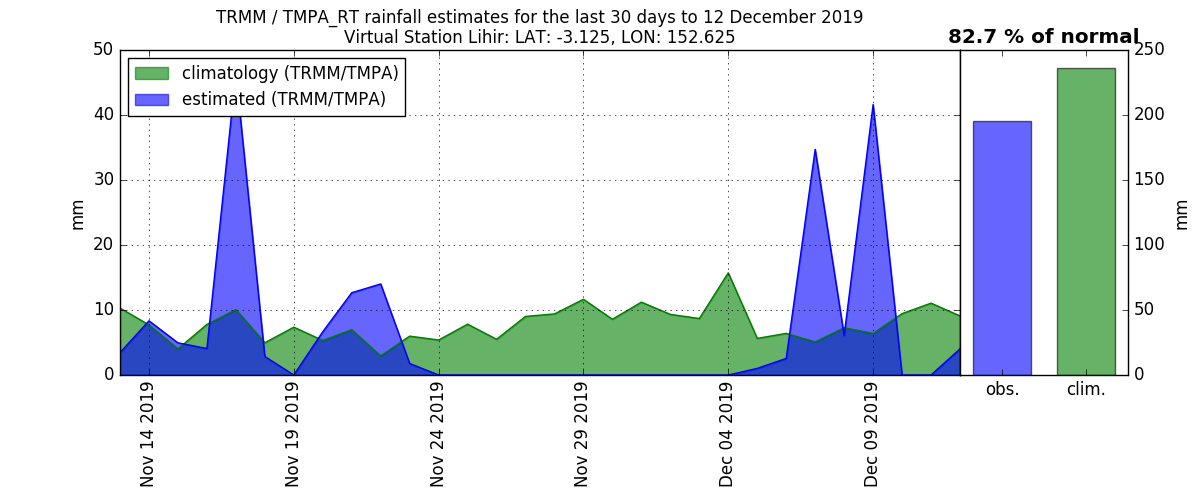 TRMM / TMPA_RT rainfall estimates for the last 30 days to 12 December 2019
Virtual Station Lihir: LAT: -3.125, LON: 152.625
82.7 % of normal
climatology (TRMM/TMPA)
estimated (TRMM/TMPA)
50
40
30
20
10
0
mm
250
200
150
100
50
0
mm
obs.
clim.
Nov 14 2019
Nov 19 2019
Nov 24 2019
Nov 29 2019
Dec 04 2019
Dec 09 2019